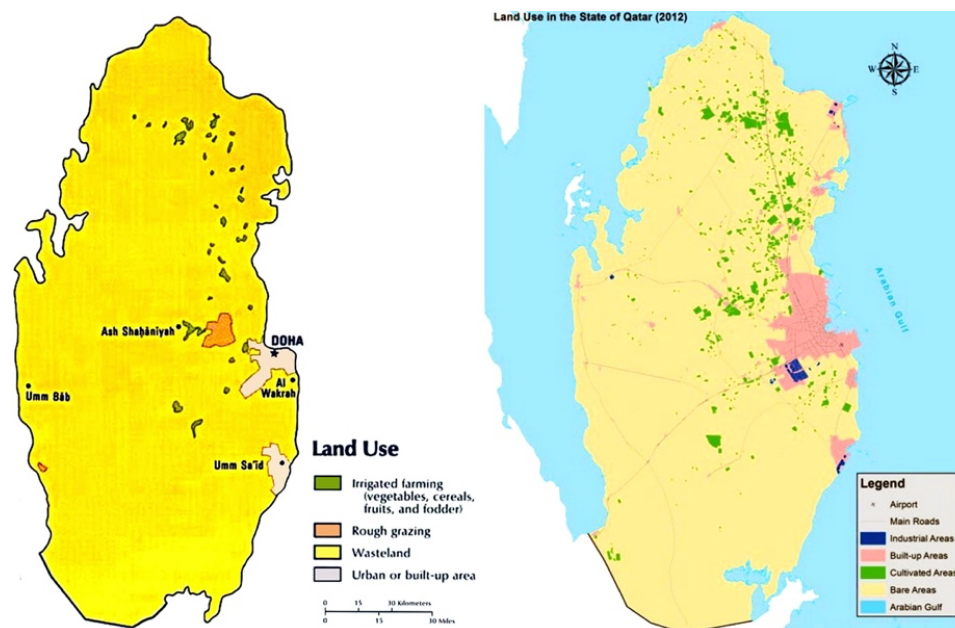 Ash Shaḥānīyah
DOHA
Al
Wakrah
Umm Bāb
Umm Sa'īd
Land Use
Irrigated farming
(vegetables, cereals,
fruits, and fodder)
Rough grazing
Wasteland
Urban or built-up area
0 15 30 Kilometers
0 15 30 Miles
Land Use in the State of Qatar (2012)
N
W E
S
Arabian Gulf
Legend
Airport
Main Roads
Industrial Areas
Built-up Areas
Cultivated Areas
Bare Areas
Arabian Gulf